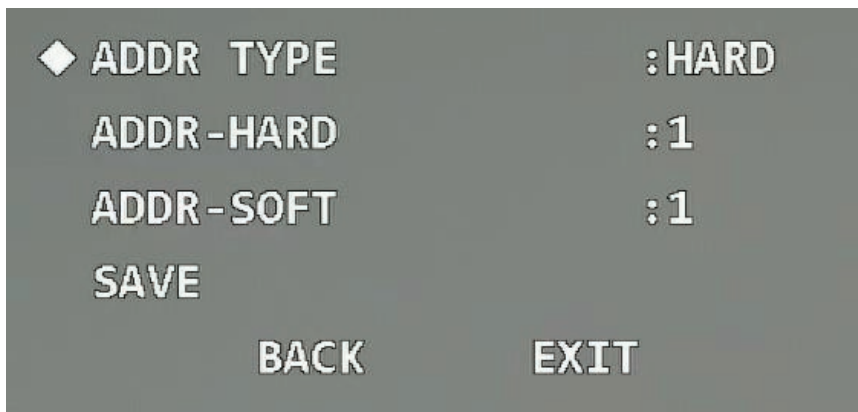 ADDR TYPE :HARD
ADDR-HARD :1
ADDR-SOFT :1
SAVE
BACK EXIT